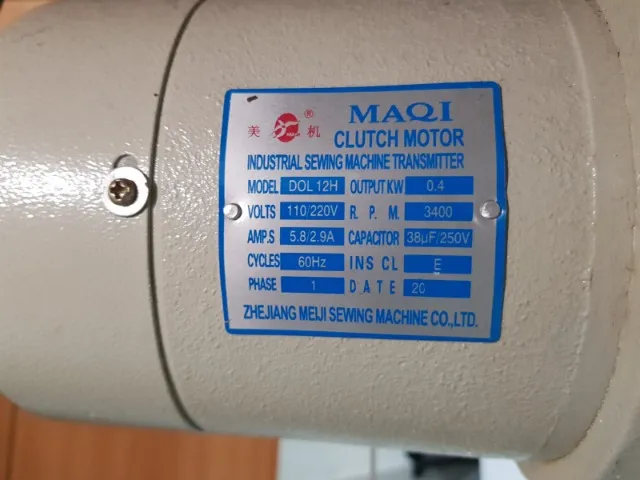 美 机 ® MAQI
CLUTCH MOTOR
INDUSTRIAL SEWING MACHINE TRANSMITTER
MODEL DOL 12H OUTPUT KW 0.4
VOLTS 110/220V R. P. M. 3400
AMP.S 5.8/2.9A CAPACITOR 38µF/250V
CYCLES 60Hz INS CL E
PHASE 1 DATE 20
ZHEJIANG MEIJI SEWING MACHINE CO.,LTD.